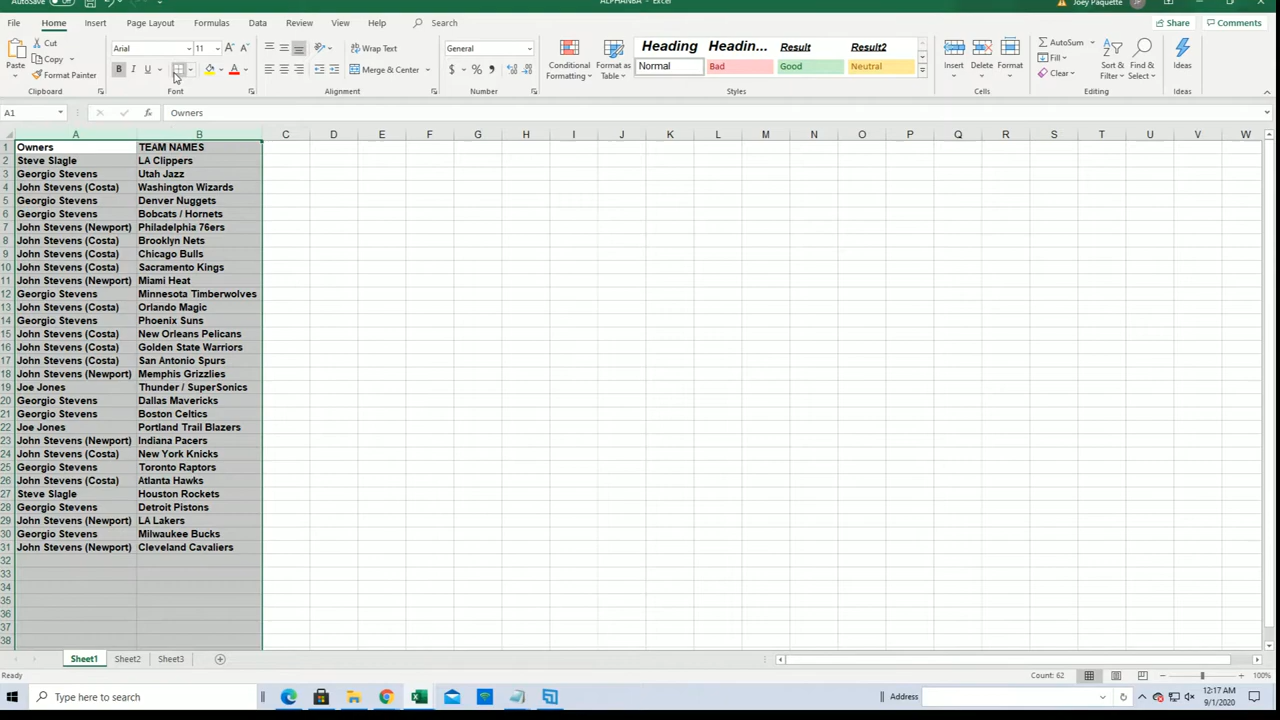 AutoSave Off ALPHANBA - Excel Joey Paquette JP
File Home Insert Page Layout Formulas Data Review View Help Search Share Comments
Paste Cut Copy Format Painter Clipboard
Arial 11 B I U Font
Wrap Text Merge & Center Alignment
General $ % Number
Conditional Formatting Format as Table
Heading Headin... Result Result2
Normal Bad Good Neutral
Styles
Insert Delete Format Cells
AutoSum Fill Clear Sort & Filter Find & Select Editing
Ideas
A1 fx Owners
A B C D E F G H I J K L M N O P Q R S T U V W
1 Owners TEAM NAMES
2 Steve Slagle LA Clippers
3 Georgio Stevens Utah Jazz
4 John Stevens (Costa) Washington Wizards
5 Georgio Stevens Denver Nuggets
6 Georgio Stevens Bobcats / Hornets
7 John Stevens (Newport) Philadelphia 76ers
8 John Stevens (Costa) Brooklyn Nets
9 John Stevens (Costa) Chicago Bulls
10 John Stevens (Costa) Sacramento Kings
11 John Stevens (Newport) Miami Heat
12 Georgio Stevens Minnesota Timberwolves
13 John Stevens (Costa) Orlando Magic
14 Georgio Stevens Phoenix Suns
15 John Stevens (Costa) New Orleans Pelicans
16 John Stevens (Costa) Golden State Warriors
17 John Stevens (Costa) San Antonio Spurs
18 John Stevens (Newport) Memphis Grizzlies
19 Joe Jones Thunder / SuperSonics
20 Georgio Stevens Dallas Mavericks
21 Georgio Stevens Boston Celtics
22 Joe Jones Portland Trail Blazers
23 John Stevens (Newport) Indiana Pacers
24 John Stevens (Costa) New York Knicks
25 Georgio Stevens Toronto Raptors
26 John Stevens (Costa) Atlanta Hawks
27 Steve Slagle Houston Rockets
28 Georgio Stevens Detroit Pistons
29 John Stevens (Newport) LA Lakers
30 Georgio Stevens Milwaukee Bucks
31 John Stevens (Newport) Cleveland Cavaliers
32
33
34
35
36
37
38
Sheet1 Sheet2 Sheet3
Ready Count: 62 100%
Type here to search Address 12:17 AM
9/1/2020